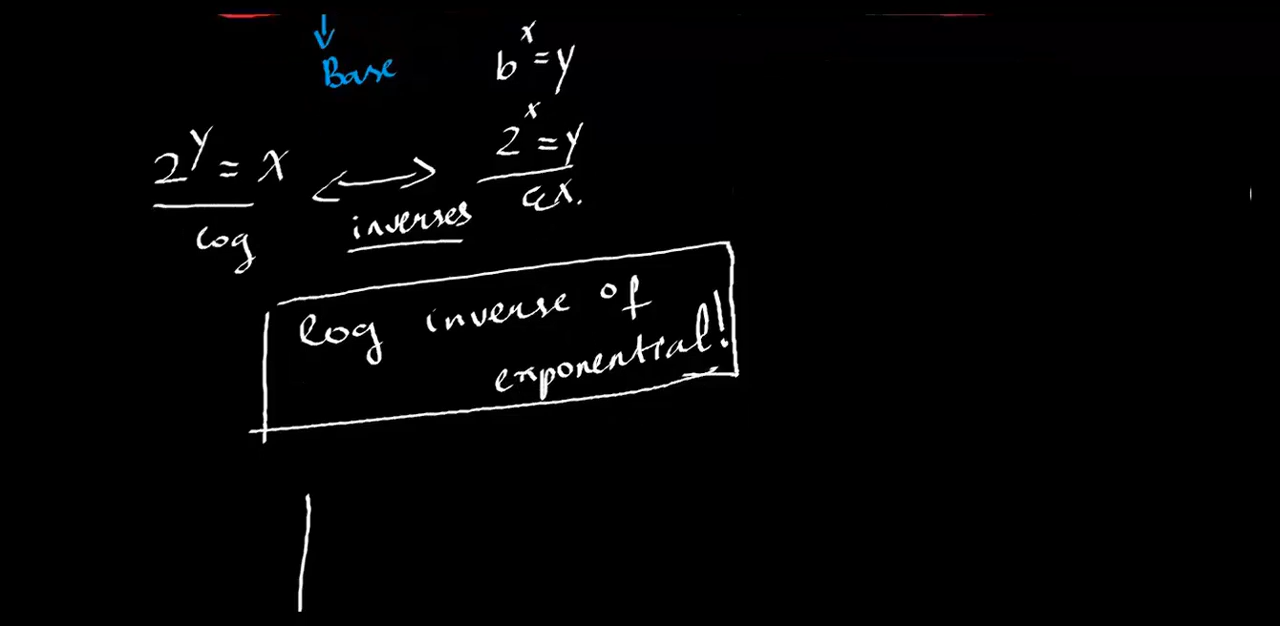 Base
b^x = y
2^y = x
2^x = y
log
inverses
ex.
log inverse of
exponential!